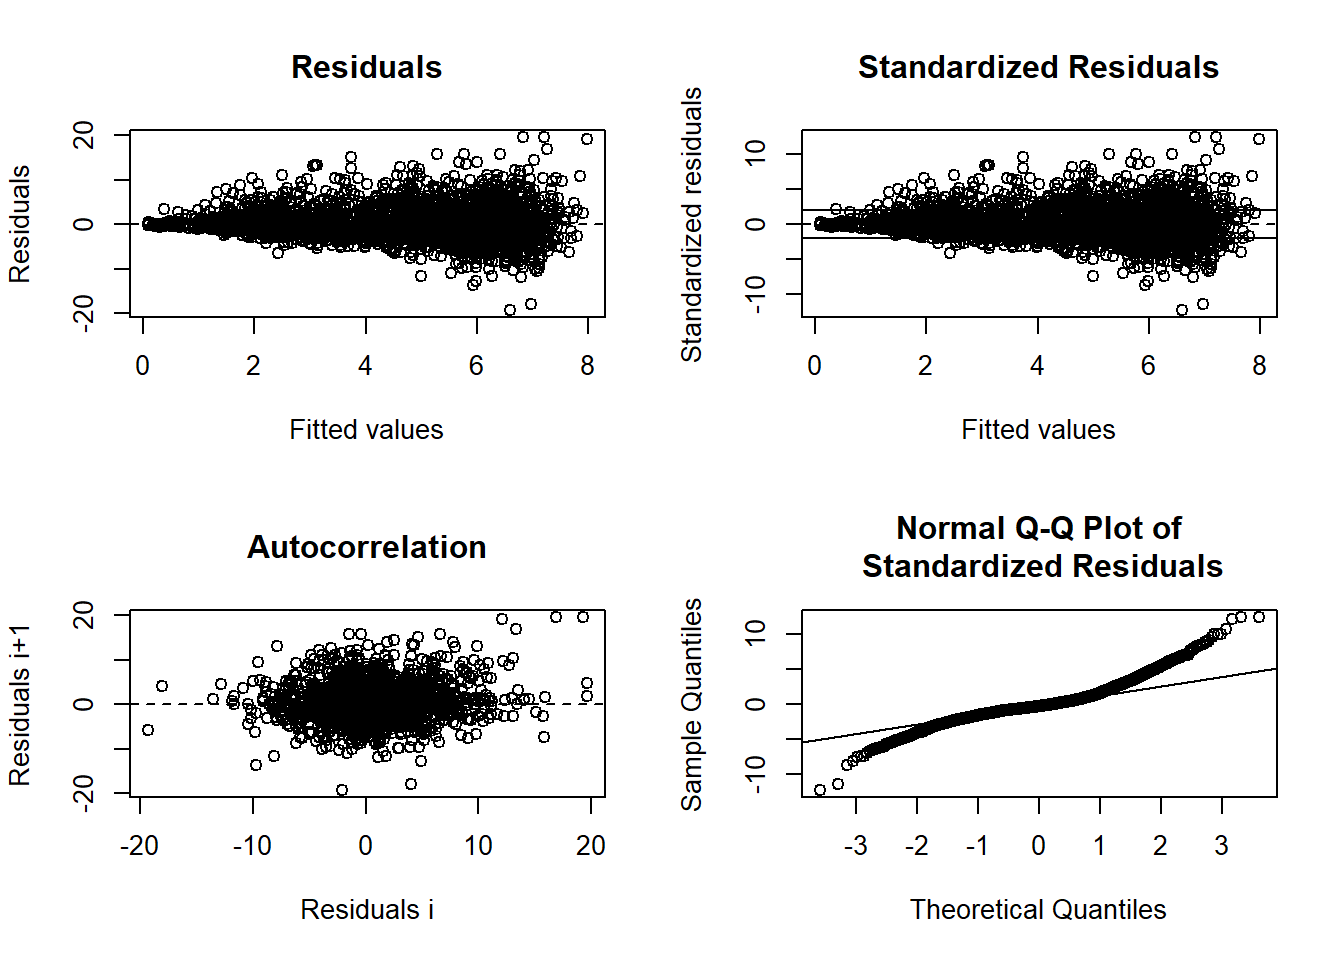 Residuals
Residuals
20
0
-20
0 2 4 6 8
Fitted values
Standardized Residuals
Standardized residuals
10
0
-10
0 2 4 6 8
Fitted values
Autocorrelation
Residuals i+1
20
0
-20
-20 -10 0 10 20
Residuals i
Normal Q-Q Plot of
Standardized Residuals
Sample Quantiles
10
0
-10
-3 -2 -1 0 1 2 3
Theoretical Quantiles